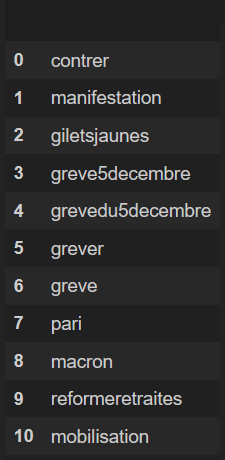 0 contrer
1 manifestation
2 giletsjaunes
3 greve5decembre
4 grevedu5decembre
5 grever
6 greve
7 pari
8 macron
9 reformeretraites
10 mobilisation